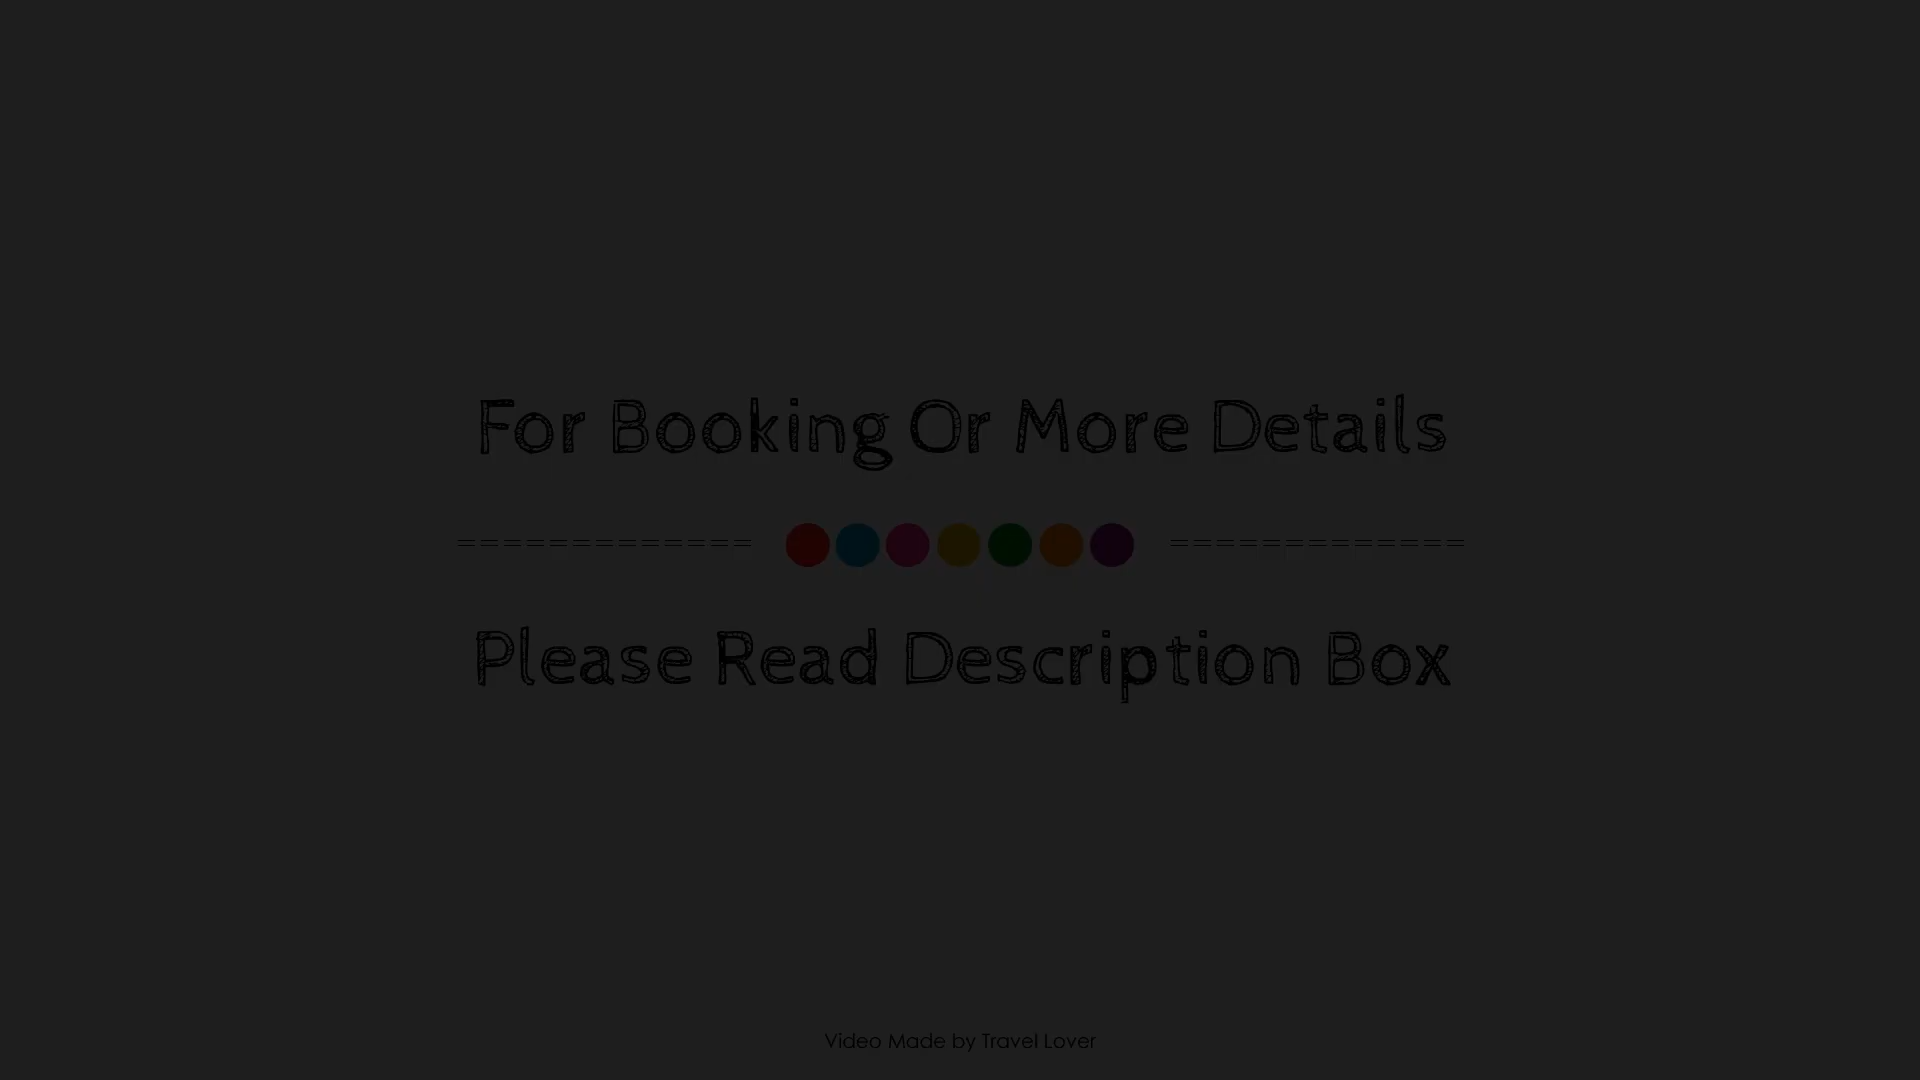 For Booking Or More Details
============= =============
Please Read Description Box
Video Made by Travel Lover